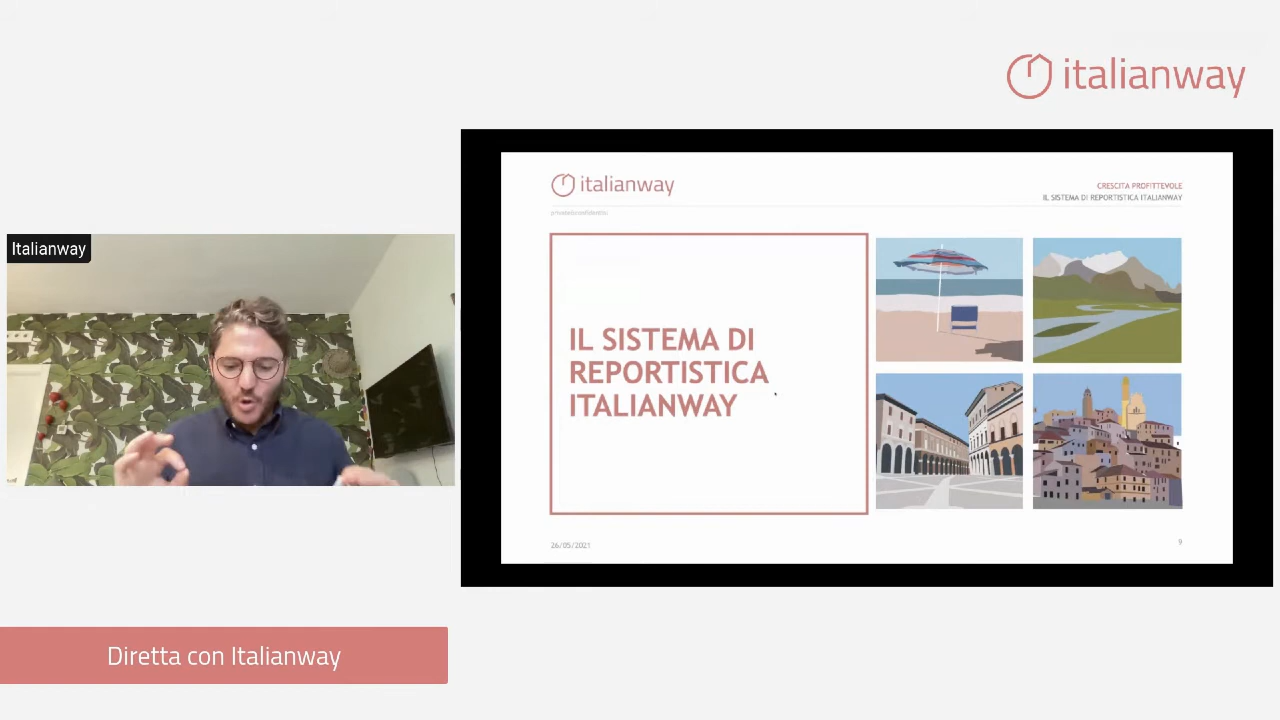 italianway
Italianway
italianway
CRESCITA PROFITTEVOLE
IL SISTEMA DI REPORTISTICA ITALIANWAY
IL SISTEMA DI
REPORTISTICA
ITALIANWAY
26/05/2021
9
Diretta con Italianway